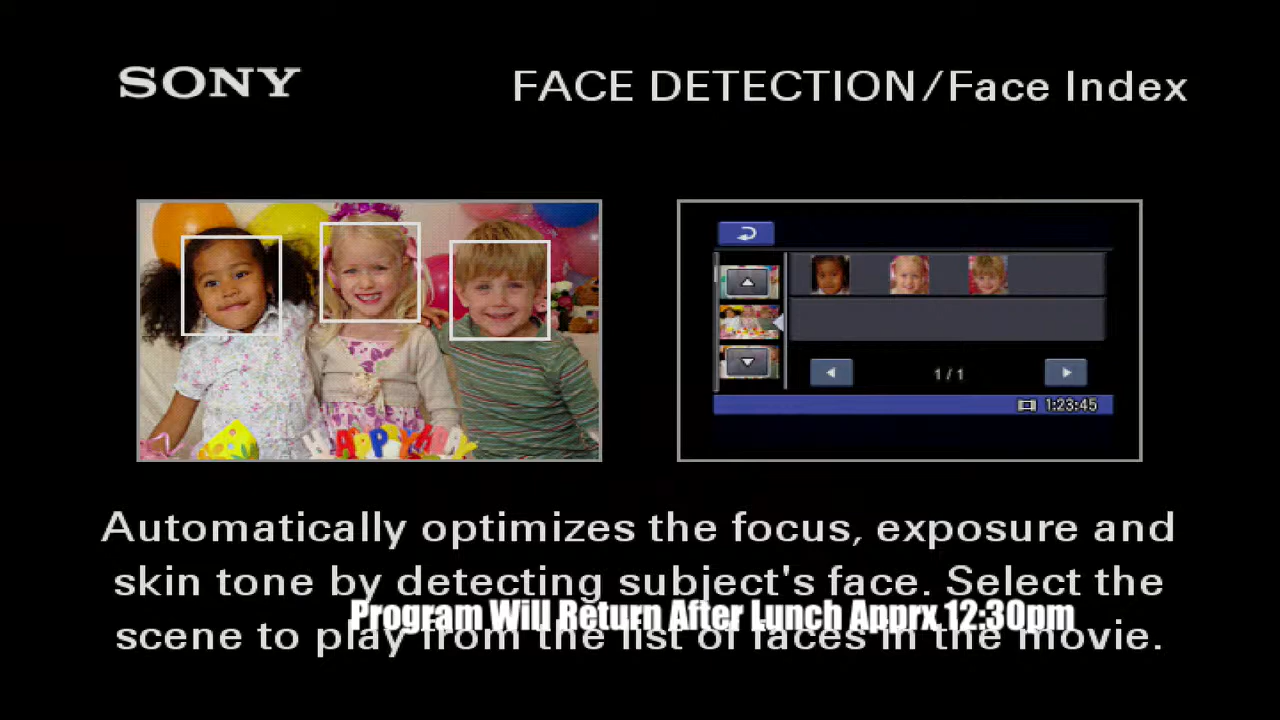 SONY
FACE DETECTION/Face Index
HAPPY
1/1
1:23:45
Automatically optimizes the focus, exposure and
skin tone by detecting subject's face. Select the
Program Will Return After Lunch Apprx 12:30pm
scene to play from the list of faces in the movie.